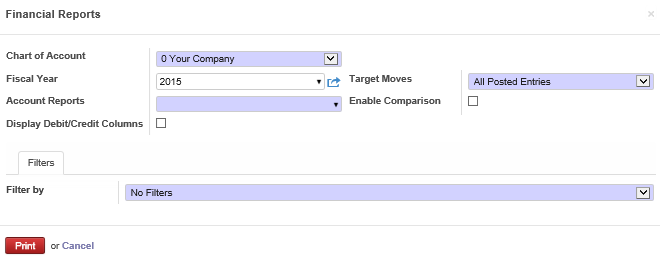 Financial Reports ×
Chart of Account 0 Your Company
Fiscal Year 2015 Target Moves All Posted Entries
Account Reports Enable Comparison
Display Debit/Credit Columns
Filters
Filter by No Filters
Print or Cancel